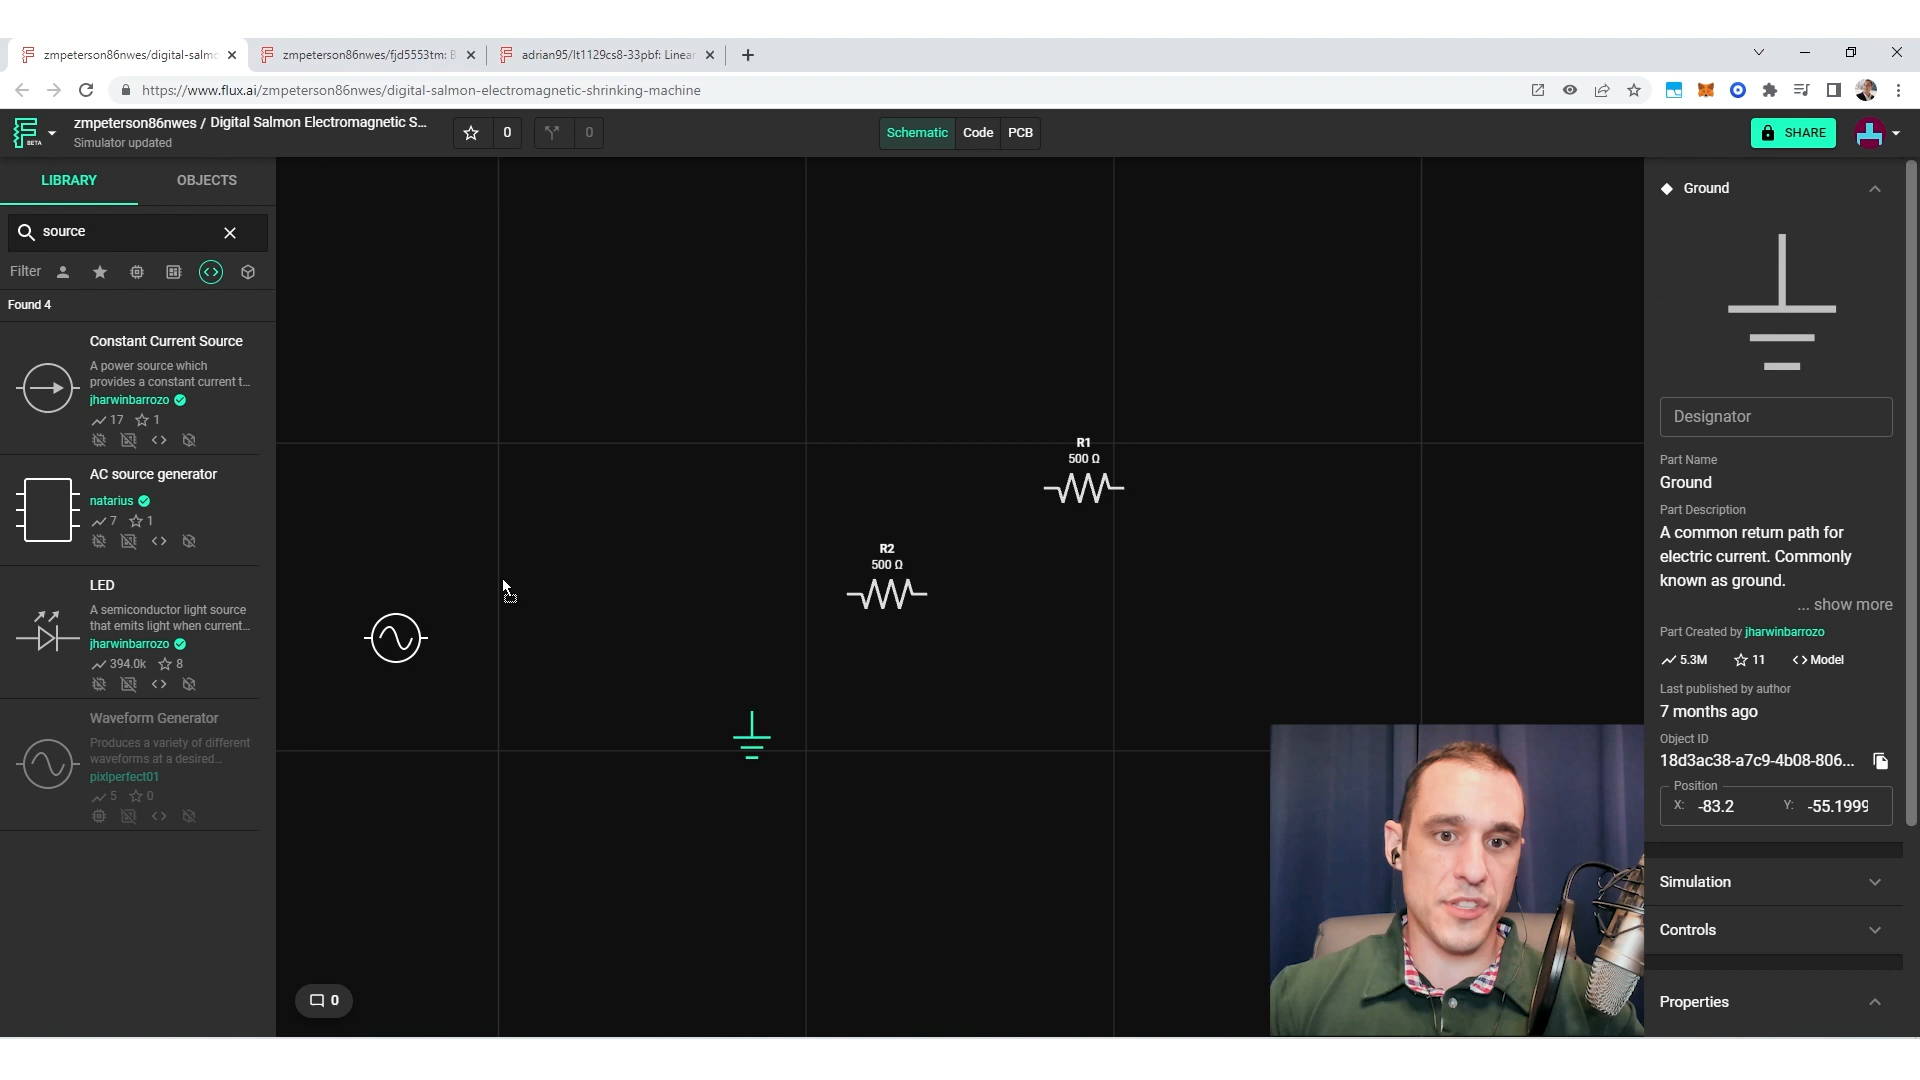 zmpeterson86nwes/digital-salmo
zmpeterson86nwes/fjd5553tm: B
adrian95/lt1129cs8-33pbf: Linear
https://www.flux.ai/zmpeterson86nwes/digital-salmon-electromagnetic-shrinking-machine
BETA
zmpeterson86nwes / Digital Salmon Electromagnetic S...
Simulator updated
0
0
Schematic
Code
PCB
SHARE
LIBRARY
OBJECTS
source
Filter
Found 4
Constant Current Source
A power source which
provides a constant current t...
jharwinbarrozo
17
1
AC source generator
natarius
7
1
LED
A semiconductor light source
that emits light when current...
jharwinbarrozo
394.0k
8
Waveform Generator
Produces a variety of different
waveforms at a desired...
pixlperfect01
5
0
R1
500 Ω
R2
500 Ω
0
Ground
Designator
Part Name
Ground
Part Description
A common return path for
electric current. Commonly
known as ground.
... show more
Part Created by jharwinbarrozo
5.3M
11
Model
Last published by author
7 months ago
Object ID
18d3ac38-a7c9-4b08-806...
Position
X: -83.2
Y: -55.1999
Simulation
Controls
Properties